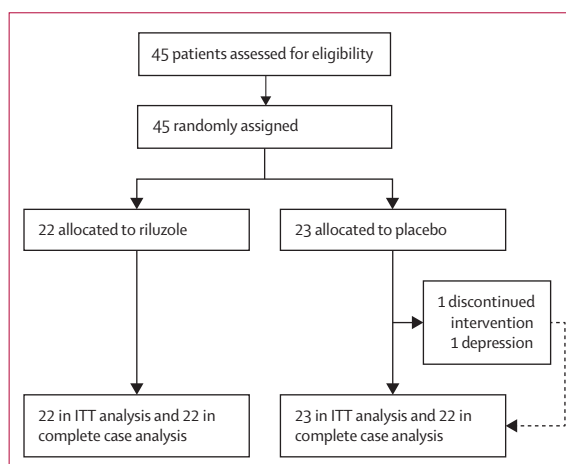 45 patients assessed for eligibility
45 randomly assigned
22 allocated to riluzole
23 allocated to placebo
1 discontinued
intervention
1 depression
22 in ITT analysis and 22 in
complete case analysis
23 in ITT analysis and 22 in
complete case analysis